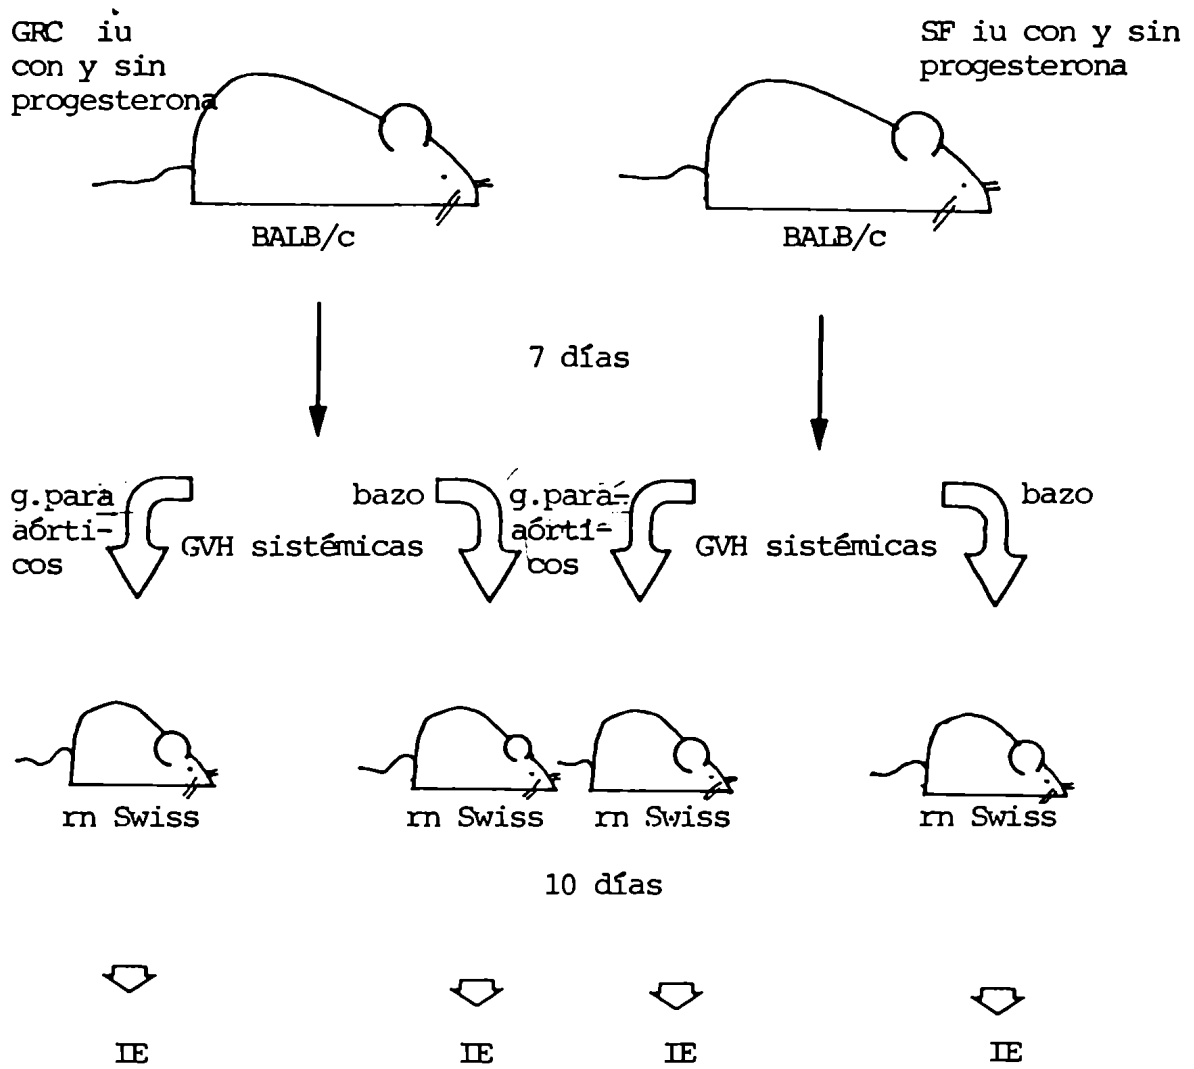 GRC iu
con y sin
progesterona
SF iu con y sin
progesterona
BALB/c
BALB/c
7 días
g.para
aórti-
cos
GVH sistémicas
bazo
g.para-
aórti-
cos
GVH sistémicas
bazo
rn Swiss
rn Swiss
rn Swiss
rn Swiss
10 días
IE
IE
IE
IE